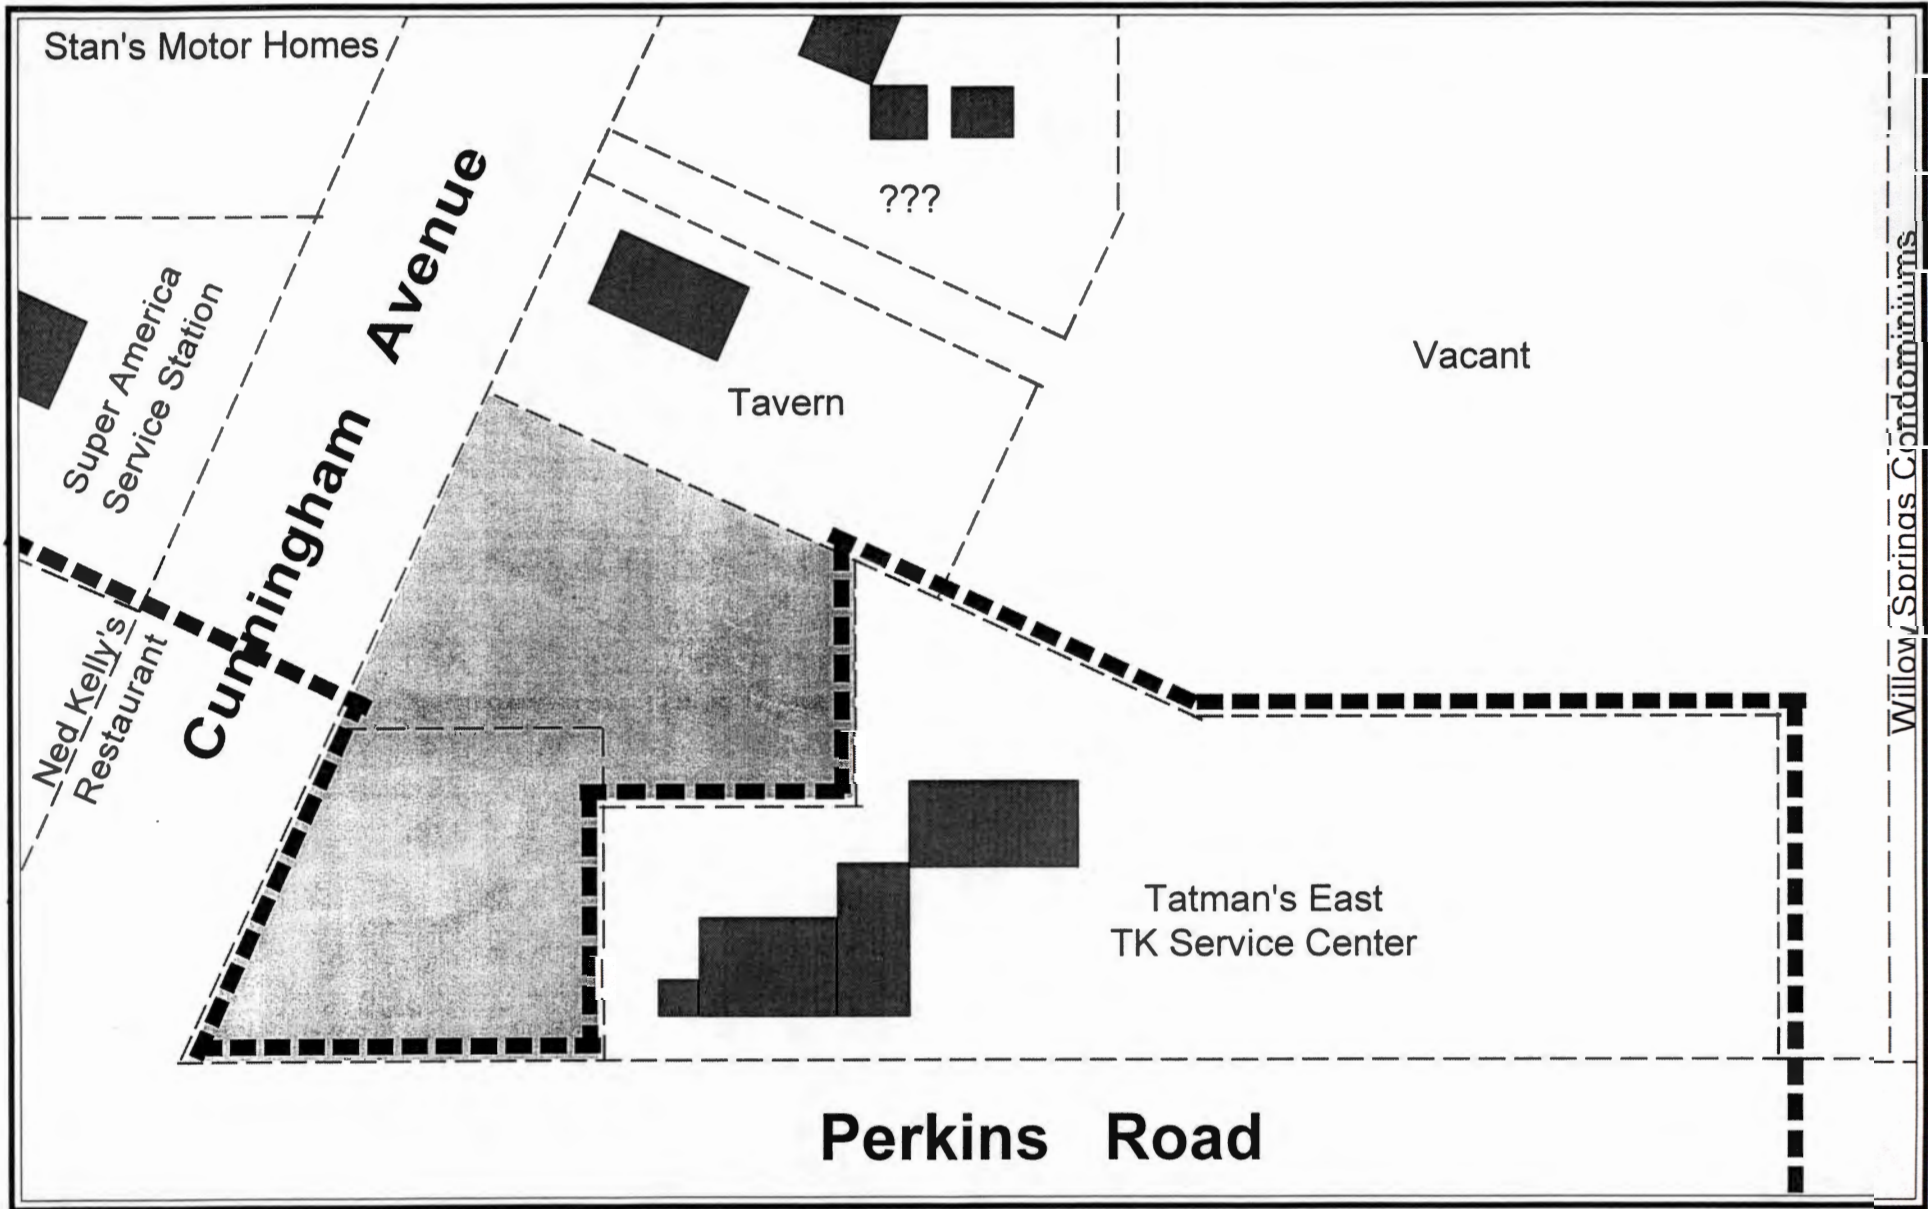 Stan's Motor Homes
???
Super America
Service Station
Cunningham Avenue
Tavern
Vacant
Willow Springs Condominiums
Ned Kelly's
Restaurant
Tatman's East
TK Service Center
Perkins Road